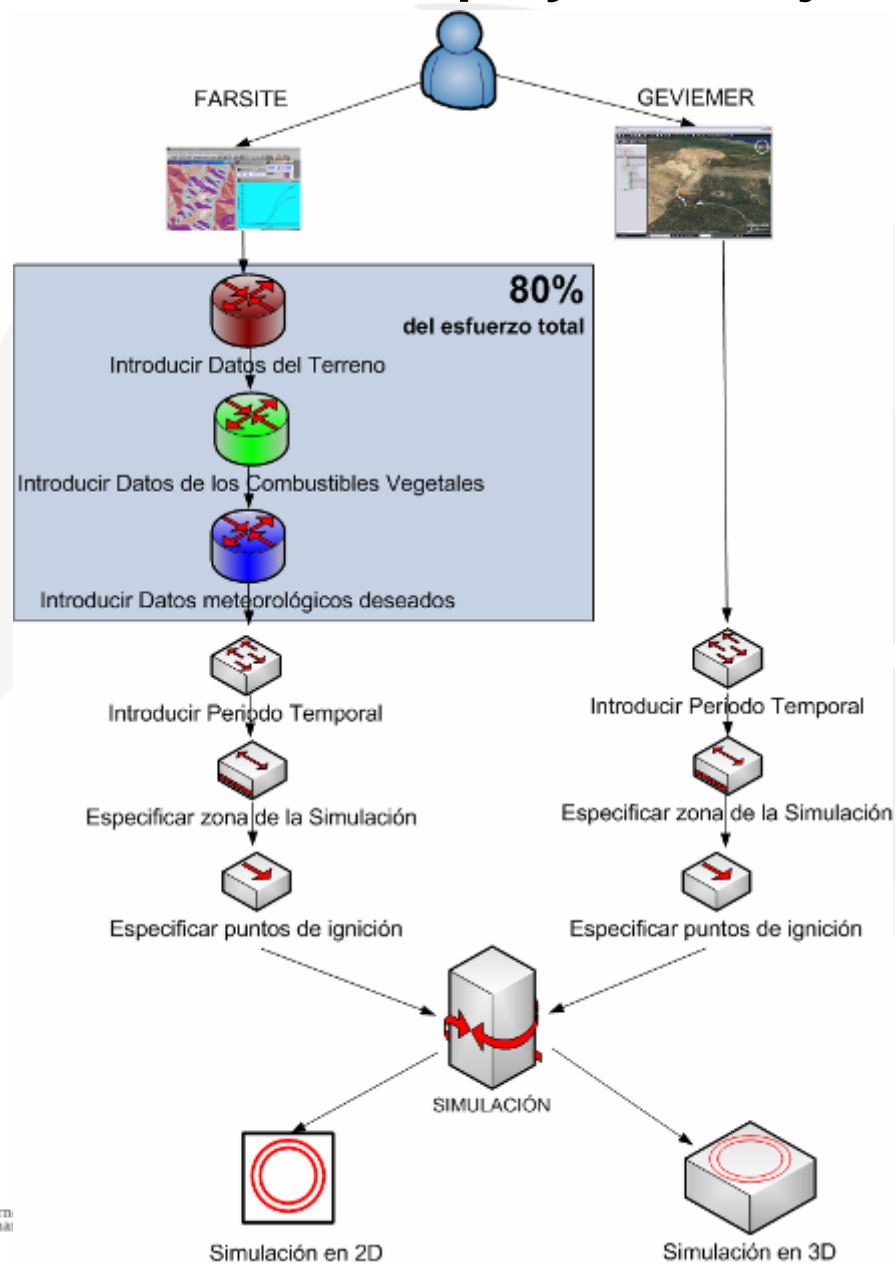 FARSITE
GEVIEMER
80%
del esfuerzo total
Introducir Datos del Terreno
Introducir Datos de los Combustibles Vegetales
Introducir Datos meteorológicos deseados
Introducir Periodo Temporal
Introducir Periodo Temporal
Especificar zona de la Simulación
Especificar zona de la Simulación
Especificar puntos de ignición
Especificar puntos de ignición
SIMULACIÓN
Simulación en 2D
Simulación en 3D